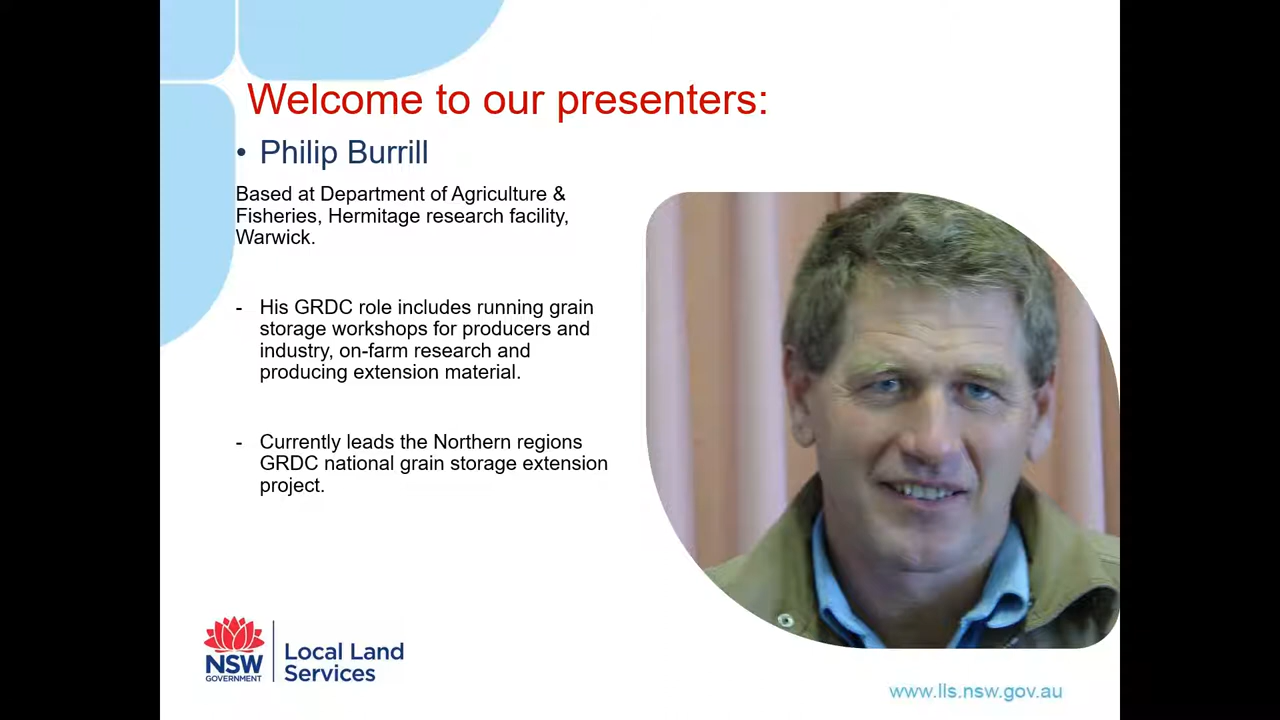 Welcome to our presenters:
• Philip Burrill
Based at Department of Agriculture &
Fisheries, Hermitage research facility,
Warwick.
- His GRDC role includes running grain
storage workshops for producers and
industry, on-farm research and
producing extension material.
- Currently leads the Northern regions
GRDC national grain storage extension
project.
NSW
GOVERNMENT
Local Land
Services
www.lls.nsw.gov.au